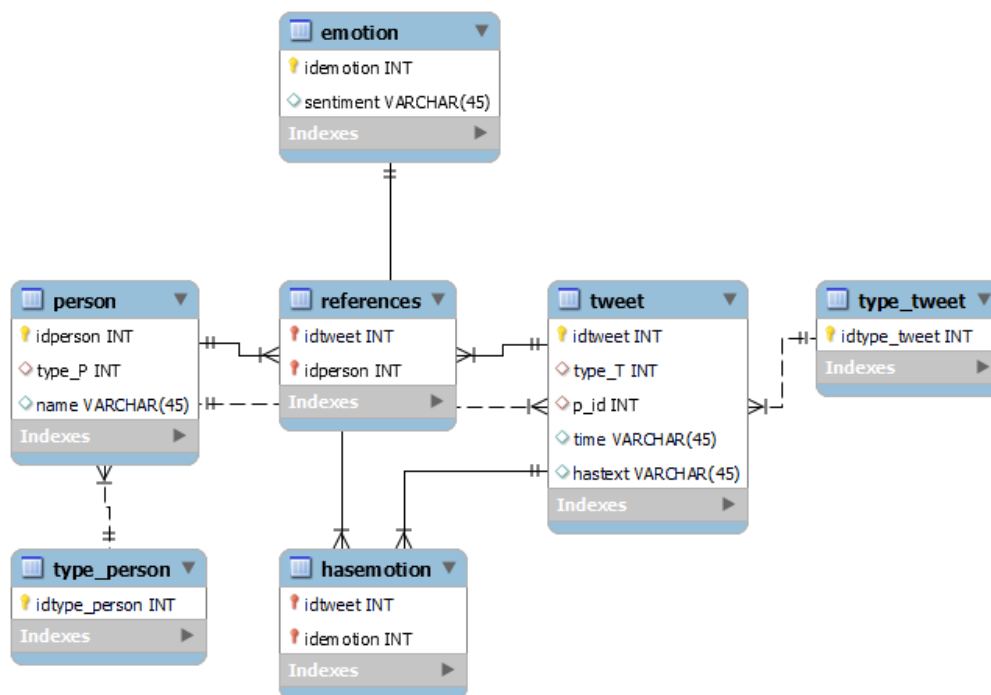 emotion
idemotion INT
sentiment VARCHAR(45)
Indexes
person
idperson INT
type_P INT
name VARCHAR(45)
Indexes
references
idtweet INT
idperson INT
Indexes
tweet
idtweet INT
type_T INT
p_id INT
time VARCHAR(45)
hastext VARCHAR(45)
Indexes
type_tweet
idtype_tweet INT
Indexes
type_person
idtype_person INT
Indexes
hasemotion
idtweet INT
idemotion INT
Indexes